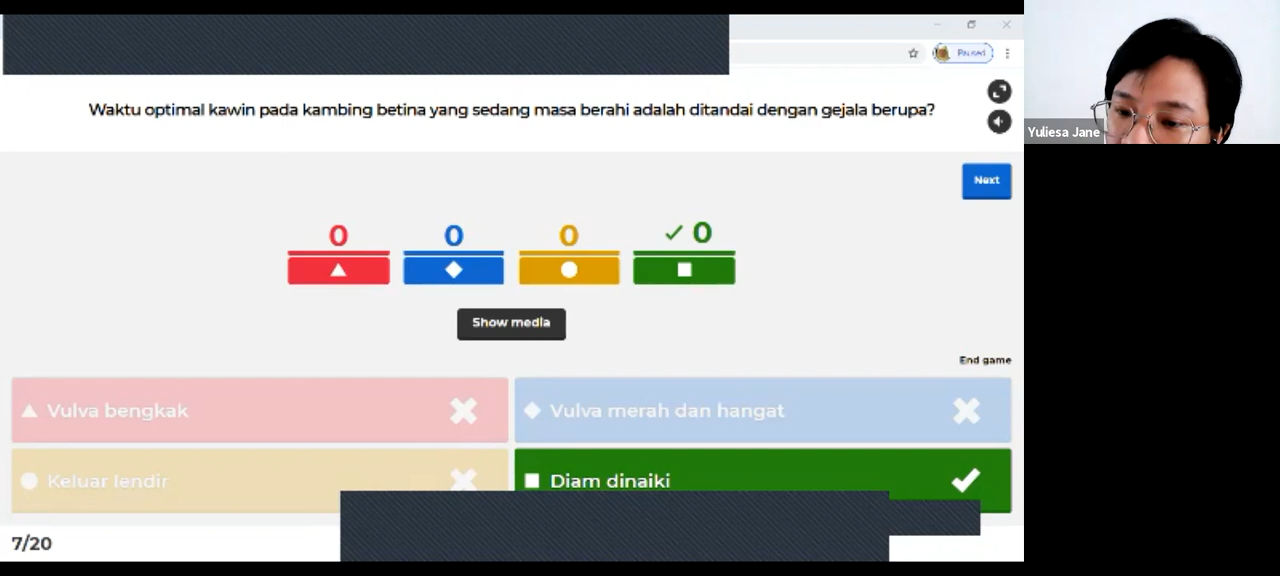 Paused
Waktu optimal kawin pada kambing betina yang sedang masa berahi adalah ditandai dengan gejala berupa?
Yuliesa Jane
Next
0 0 0 0
Show media
End game
Vulva bengkak
Vulva merah dan hangat
Keluar lendir
Diam dinaiki
7/20